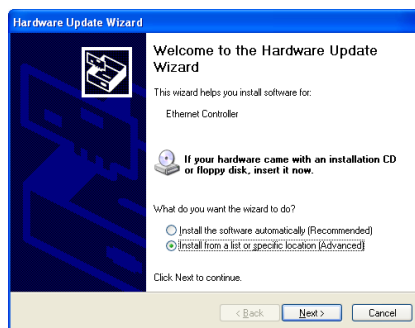 Hardware Update Wizard
Welcome to the Hardware Update
Wizard
This wizard helps you install software for:
Ethernet Controller
If your hardware came with an installation CD
or floppy disk, insert it now.
What do you want the wizard to do?
Install the software automatically (Recommended)
Install from a list or specific location (Advanced)
Click Next to continue.
< Back Next > Cancel